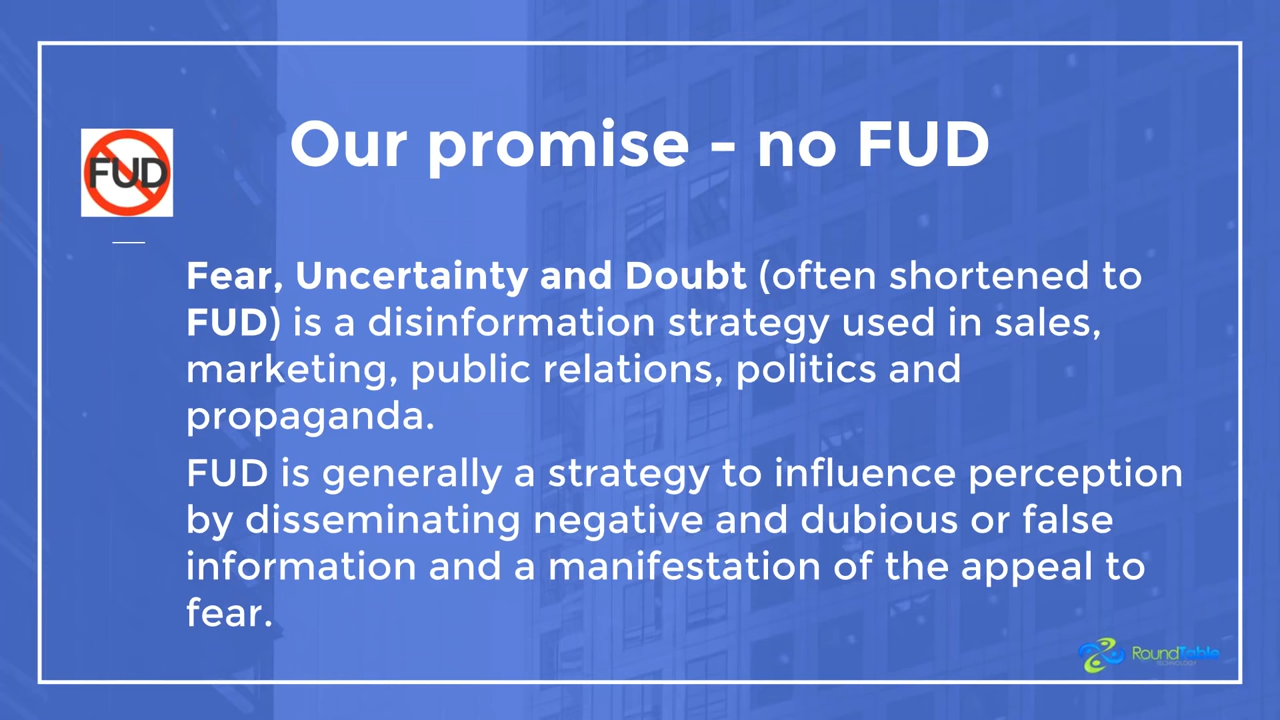 FUD
Our promise - no FUD
Fear, Uncertainty and Doubt (often shortened to
FUD) is a disinformation strategy used in sales,
marketing, public relations, politics and
propaganda.
FUD is generally a strategy to influence perception
by disseminating negative and dubious or false
information and a manifestation of the appeal to
fear.
RoundTable
TECHNOLOGY